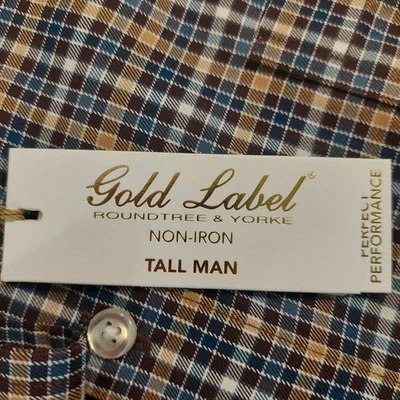 Gold Label®
ROUNDTREE & YORKE
NON-IRON
TALL MAN
PERFECT
PERFORMANCE